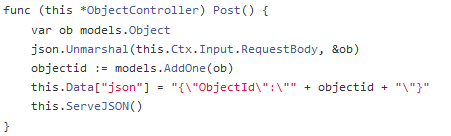 func (this *ObjectController) Post() {
    var ob models.Object
    json.Unmarshal(this.Ctx.Input.RequestBody, &ob)
    objectid := models.AddOne(ob)
    this.Data["json"] = "{\"ObjectId\":\"" + objectid + "\"}"
    this.ServeJSON()
}